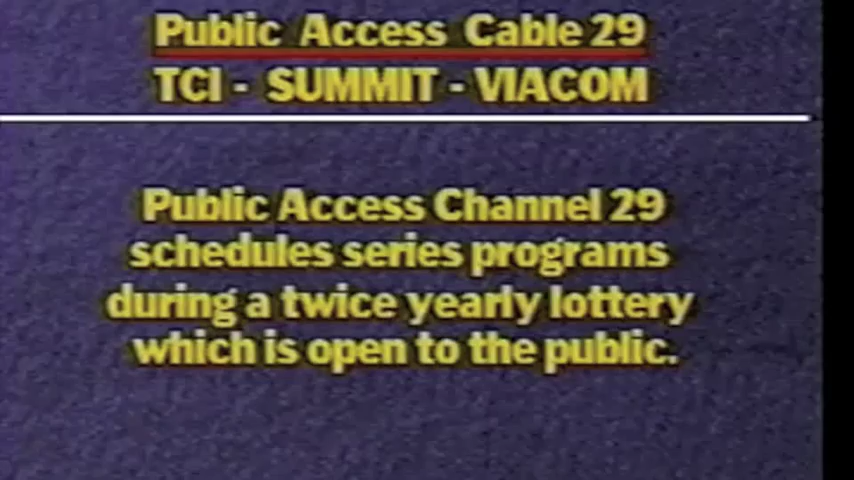 Public Access Cable 29
TCI - SUMMIT - VIACOM
Public Access Channel 29
schedules series programs
during a twice yearly lottery
which is open to the public.